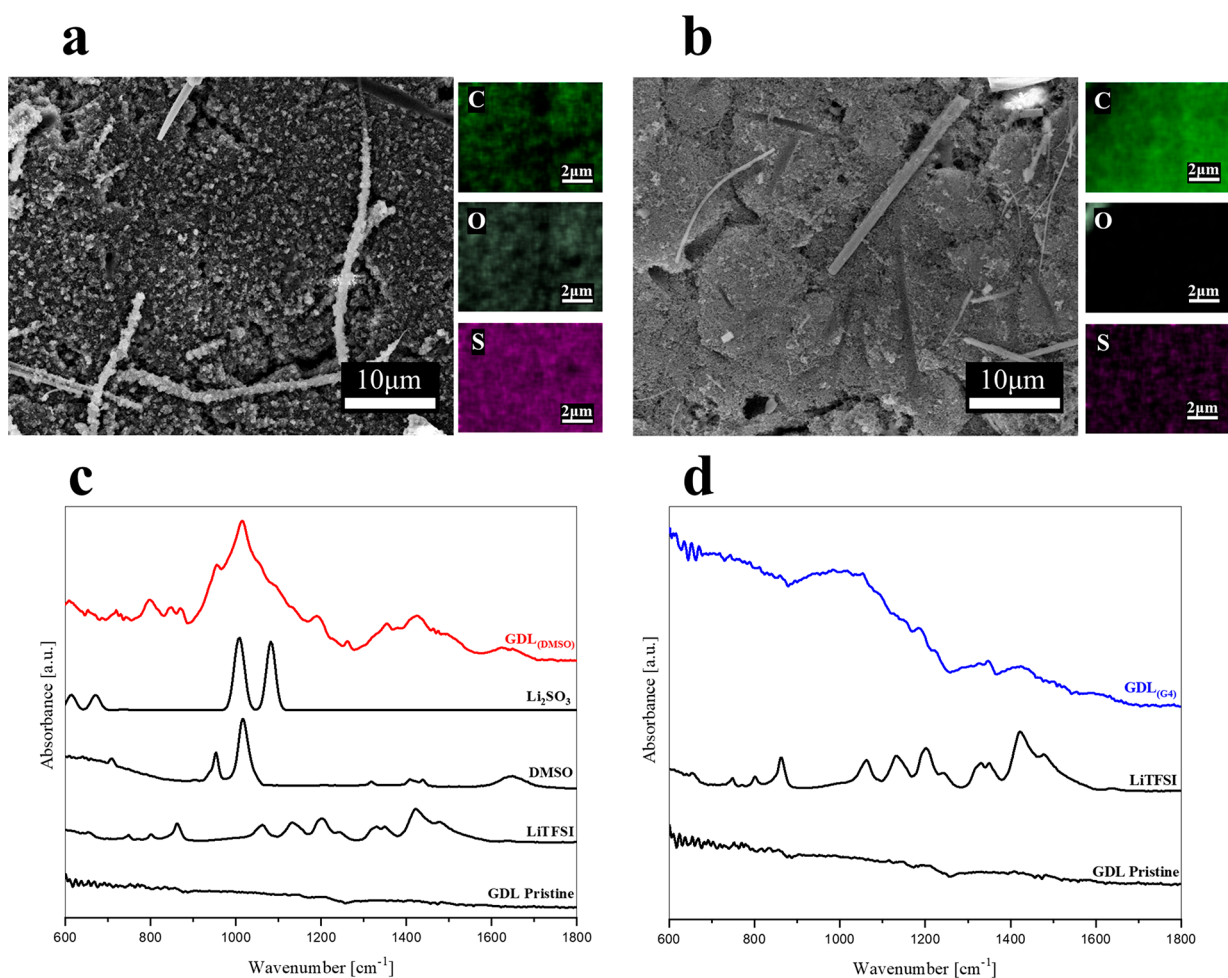 a
b
C
2μm
O
2μm
S
2μm
10μm
C
2μm
O
2μm
S
2μm
10μm
c
d
Absorbance [a.u.]
GDL(DMSO)
Li₂SO₃
DMSO
LiTFSI
GDL Pristine
600 800 1000 1200 1400 1600 1800
Wavenumber [cm⁻¹]
Absorbance [a.u.]
GDL(G4)
LiTFSI
GDL Pristine
600 800 1000 1200 1400 1600 1800
Wavenumber [cm⁻¹]